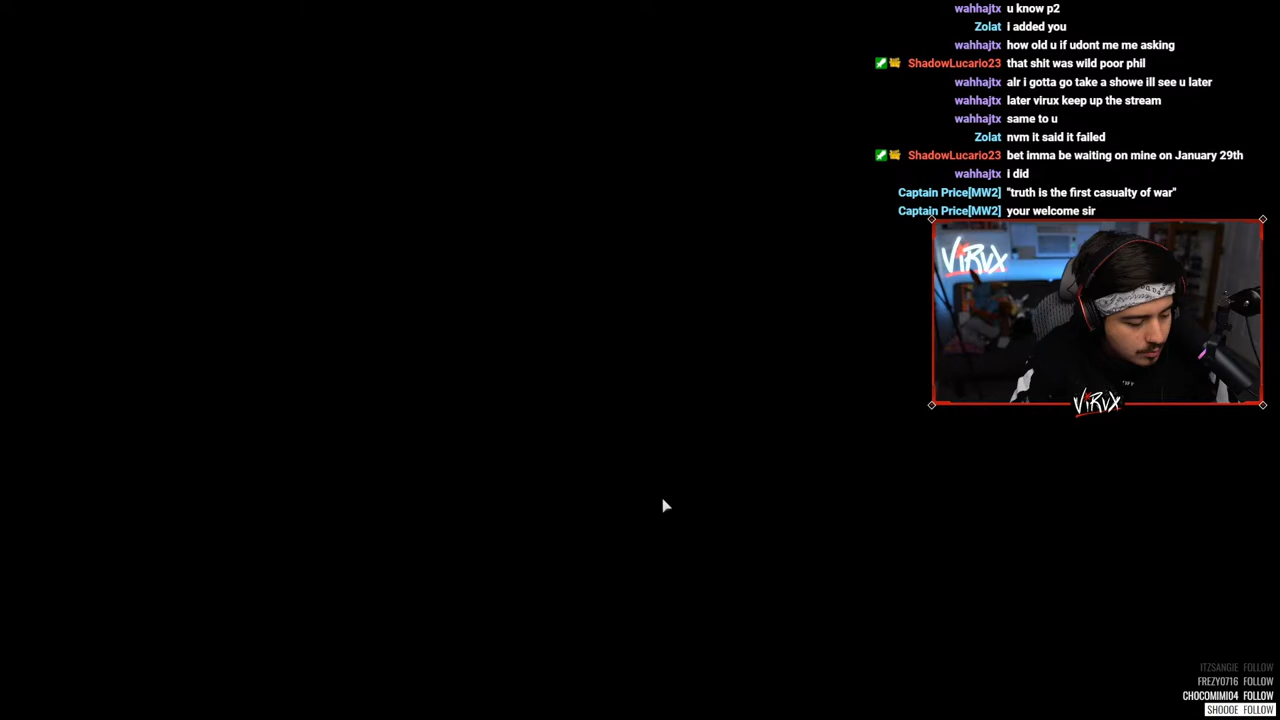 wahhajtx u know p2
Zolat i added you
wahhajtx how old u if udont me me asking
ShadowLucario23 that shit was wild poor phil
wahhajtx alr i gotta go take a showe ill see u later
wahhajtx later virux keep up the stream
wahhajtx same to u
Zolat nvm it said it failed
ShadowLucario23 bet imma be waiting on mine on January 29th
wahhajtx i did
Captain Price[MW2] "truth is the first casualty of war"
Captain Price[MW2] your welcome sir
ViRvX
ViRvX
ITZSANGIE FOLLOW
FREZY0716 FOLLOW
CHOCOMIMI04 FOLLOW
SHOOOE FOLLOW